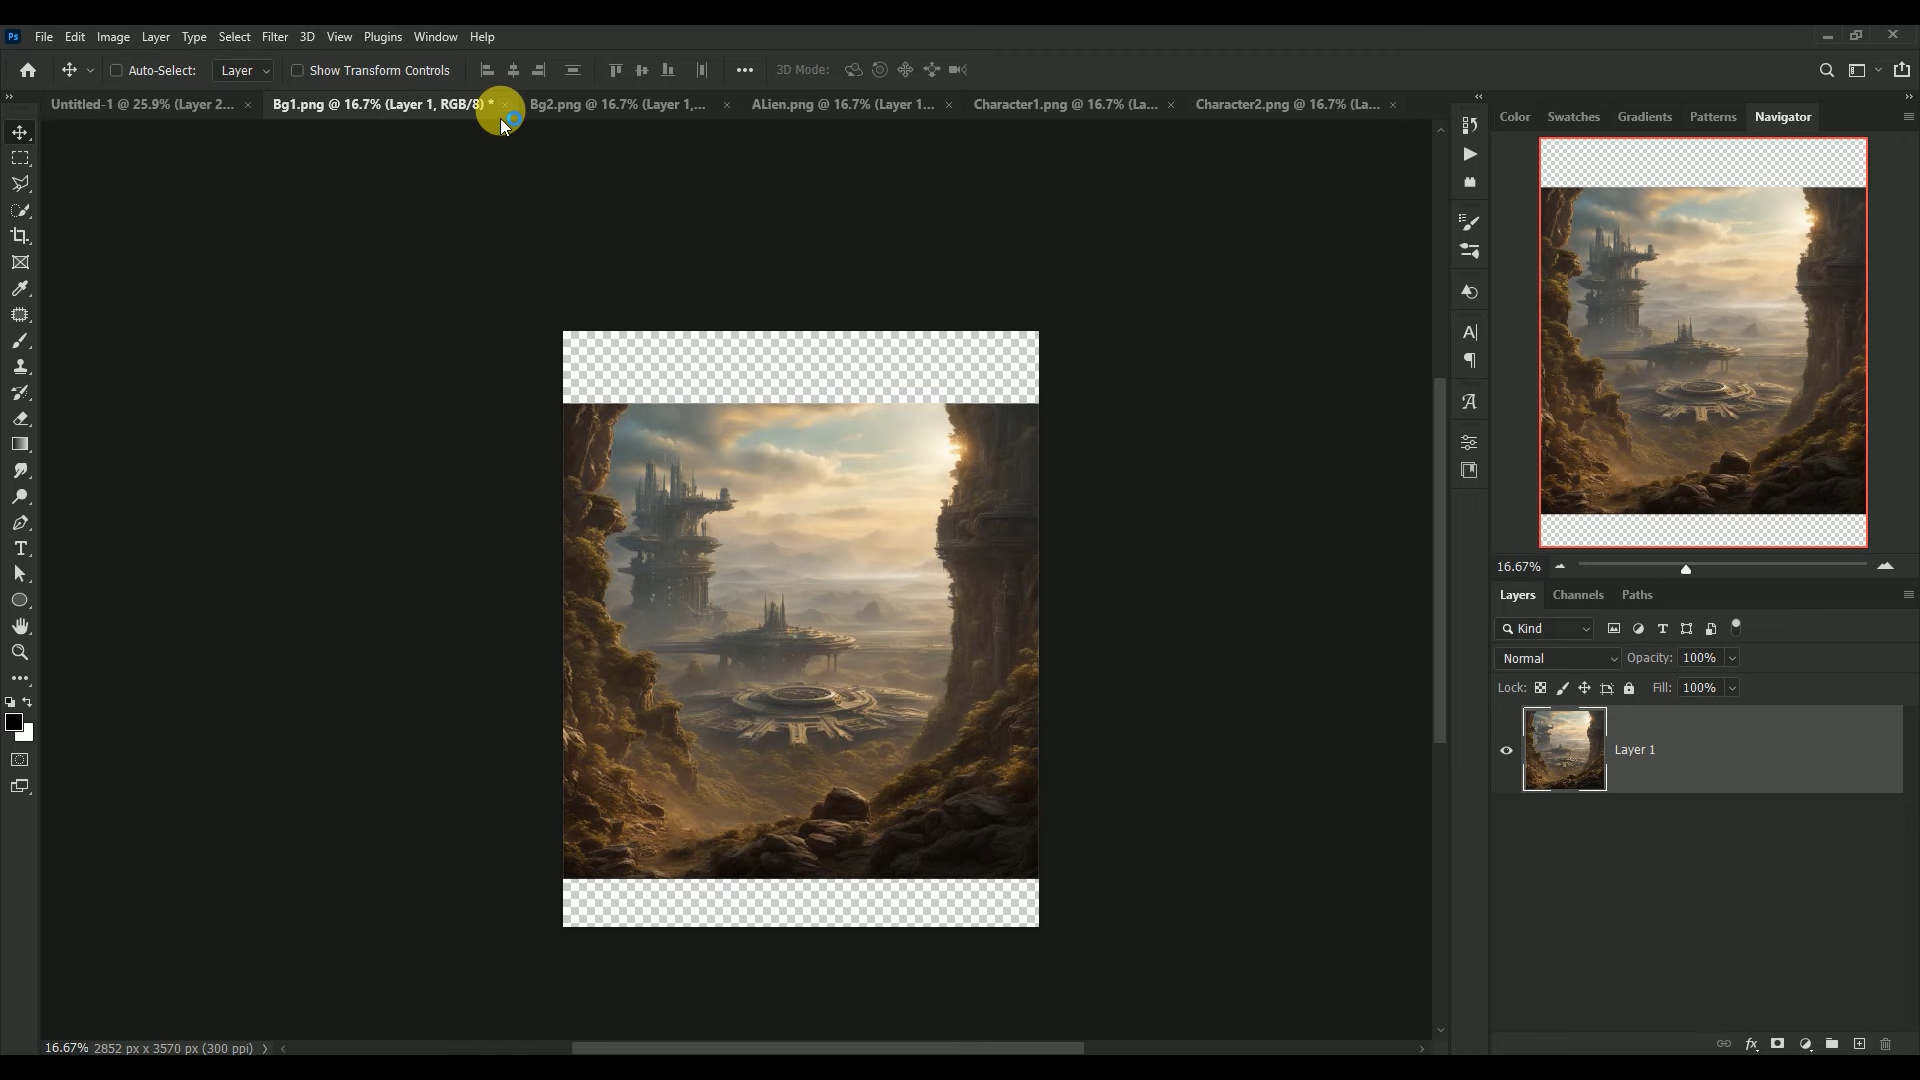 Ps File Edit Image Layer Type Select Filter 3D View Plugins Window Help
Auto-Select: Layer Show Transform Controls 3D Mode:
Untitled-1 @ 25.9% (Layer 2... Bg1.png @ 16.7% (Layer 1, RGB/8) * Bg2.png @ 16.7% (Layer 1,... ALien.png @ 16.7% (Layer 1... Character1.png @ 16.7% (La... Character2.png @ 16.7% (La...
Color Swatches Gradients Patterns Navigator
16.67%
Layers Channels Paths
Kind
Normal Opacity: 100%
Lock: Fill: 100%
Layer 1
16.67% 2852 px x 3570 px (300 ppi)